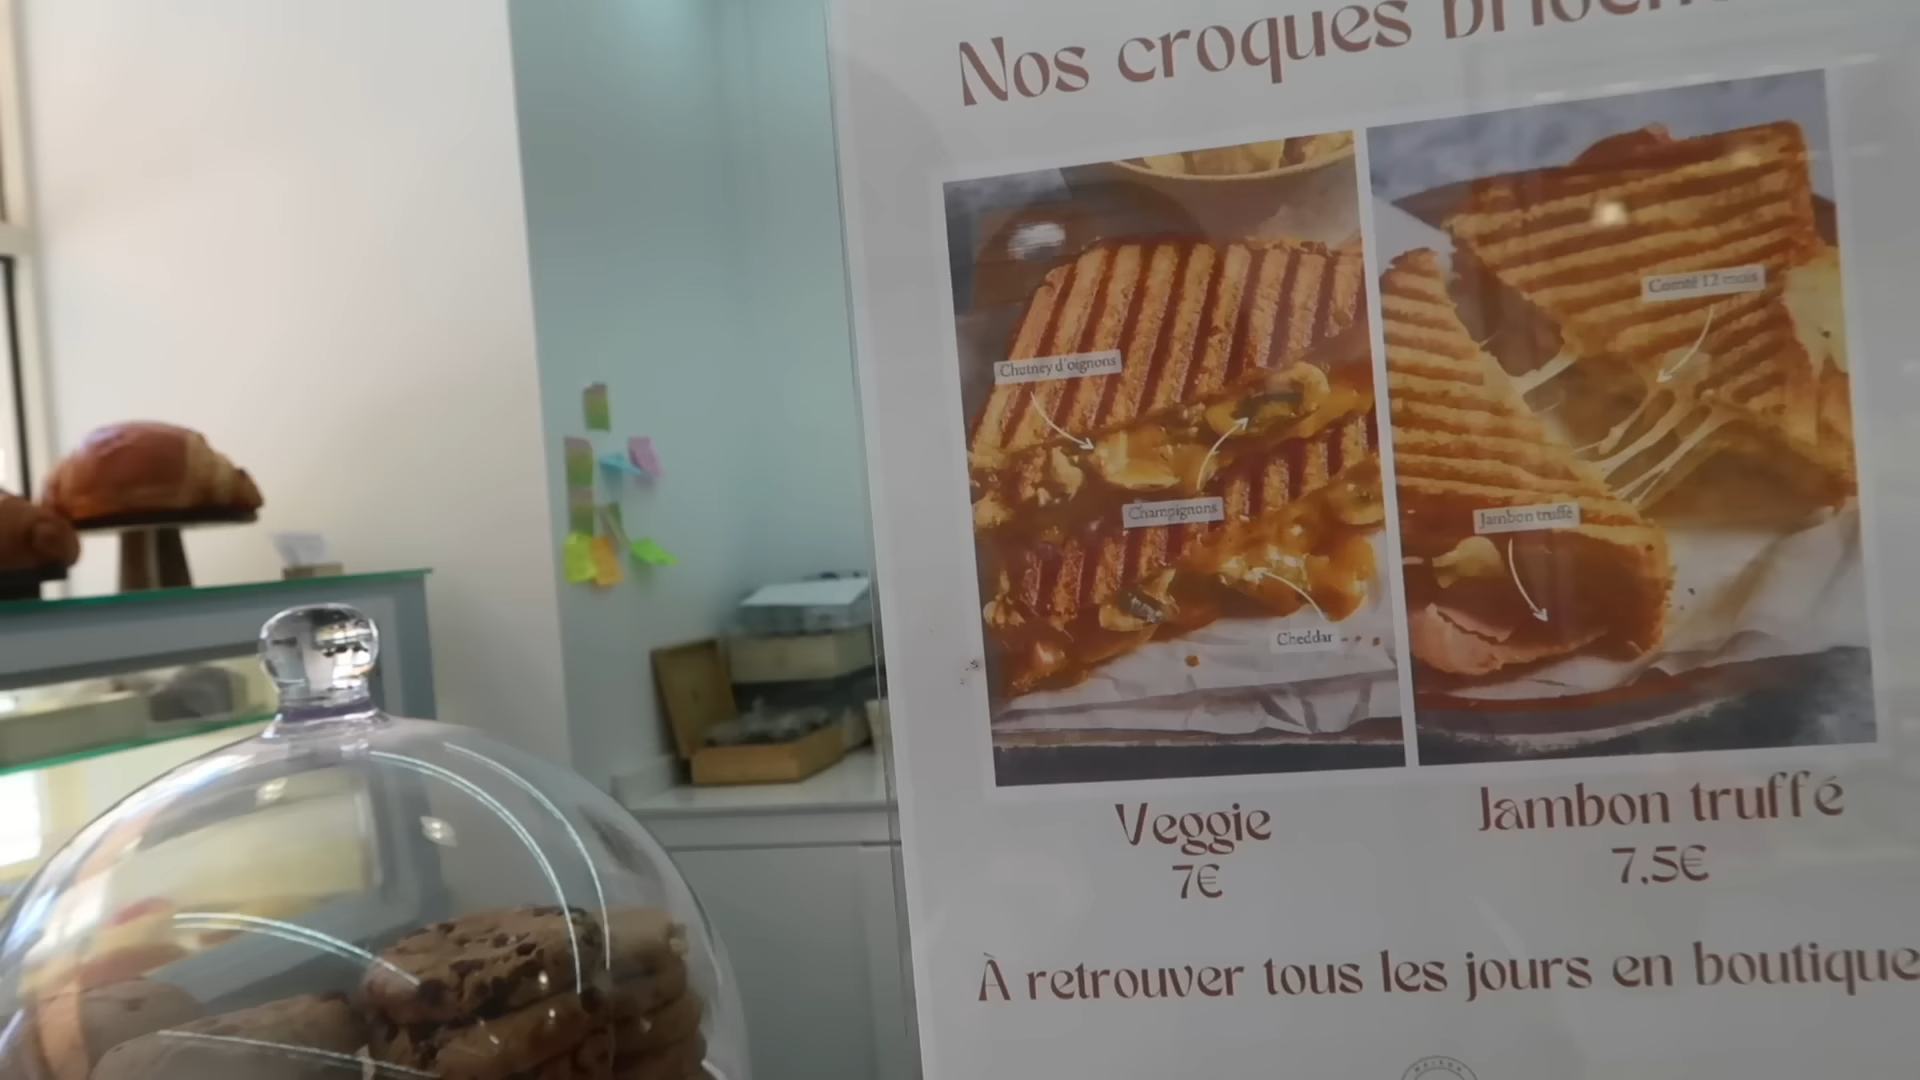 Nos croques
Comté 12 mois
Chutney d'oignons
Champignons
Jambon truffé
Cheddar
Veggie
7€
Jambon truffé
7,5€
À retrouver tous les jours en boutique
MAISON